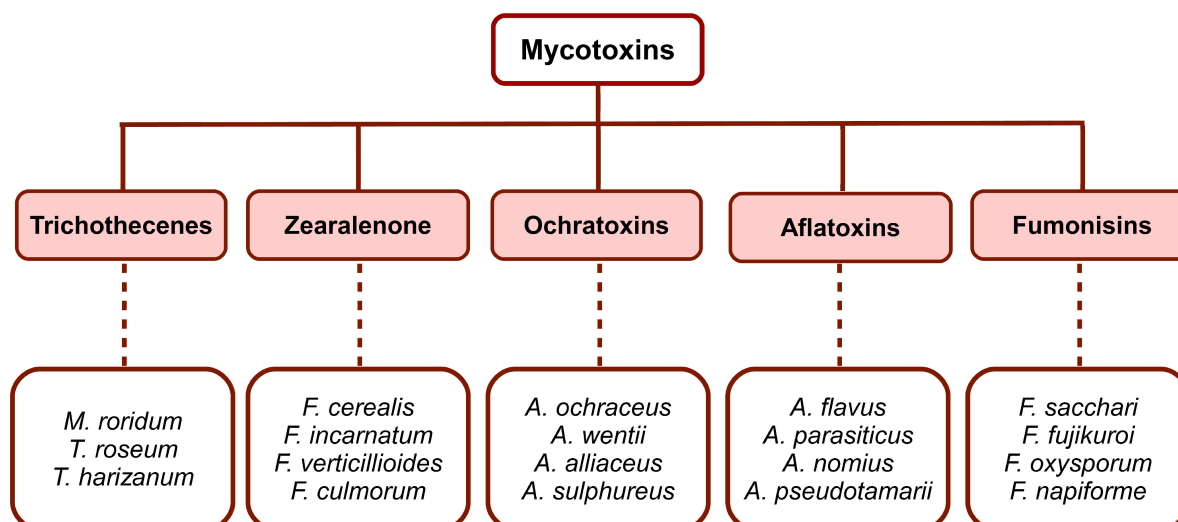 Mycotoxins
Trichothecenes
Zearalenone
Ochratoxins
Aflatoxins
Fumonisins
M. roridum
T. roseum
T. harizanum
F. cerealis
F. incarnatum
F. verticillioides
F. culmorum
A. ochraceus
A. wentii
A. alliaceus
A. sulphureus
A. flavus
A. parasiticus
A. nomius
A. pseudotamarii
F. sacchari
F. fujikuroi
F. oxysporum
F. napiforme